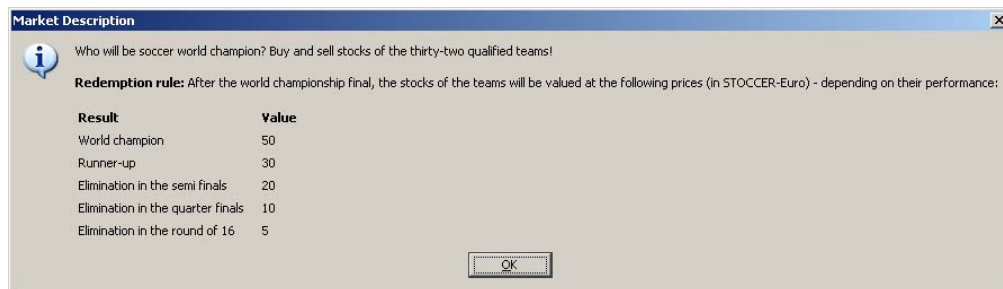 Market Description
Who will be soccer world champion? Buy and sell stocks of the thirty-two qualified teams!
Redemption rule: After the world championship final, the stocks of the teams will be valued at the following prices (in STOCCER-Euro) - depending on their performance:
Result Value
World champion 50
Runner-up 30
Elimination in the semi finals 20
Elimination in the quarter finals 10
Elimination in the round of 16 5
OK